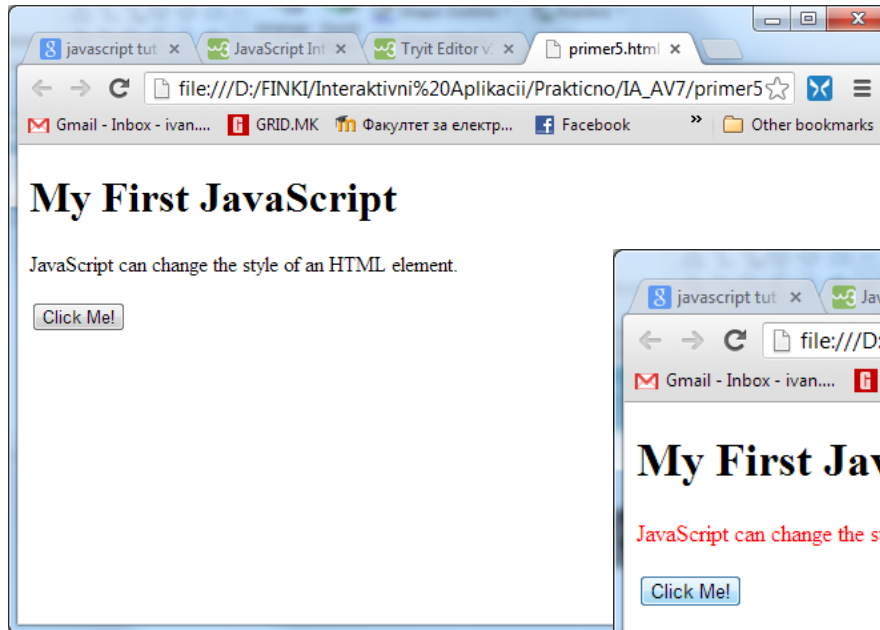 javascript tut
JavaScript Int
Tryit Editor v
primer5.html
file:///D:/FINKI/Interaktivni%20Aplikacii/Prakticno/IA_AV7/primer5
Gmail - Inbox - ivan....
GRID.MK
Факултет за електр...
Facebook
»
Other bookmarks
My First JavaScript
JavaScript can change the style of an HTML element.
Click Me!
javascript tut
Jav
file:///D:
Gmail - Inbox - ivan....
My First Jav
JavaScript can change the s
Click Me!